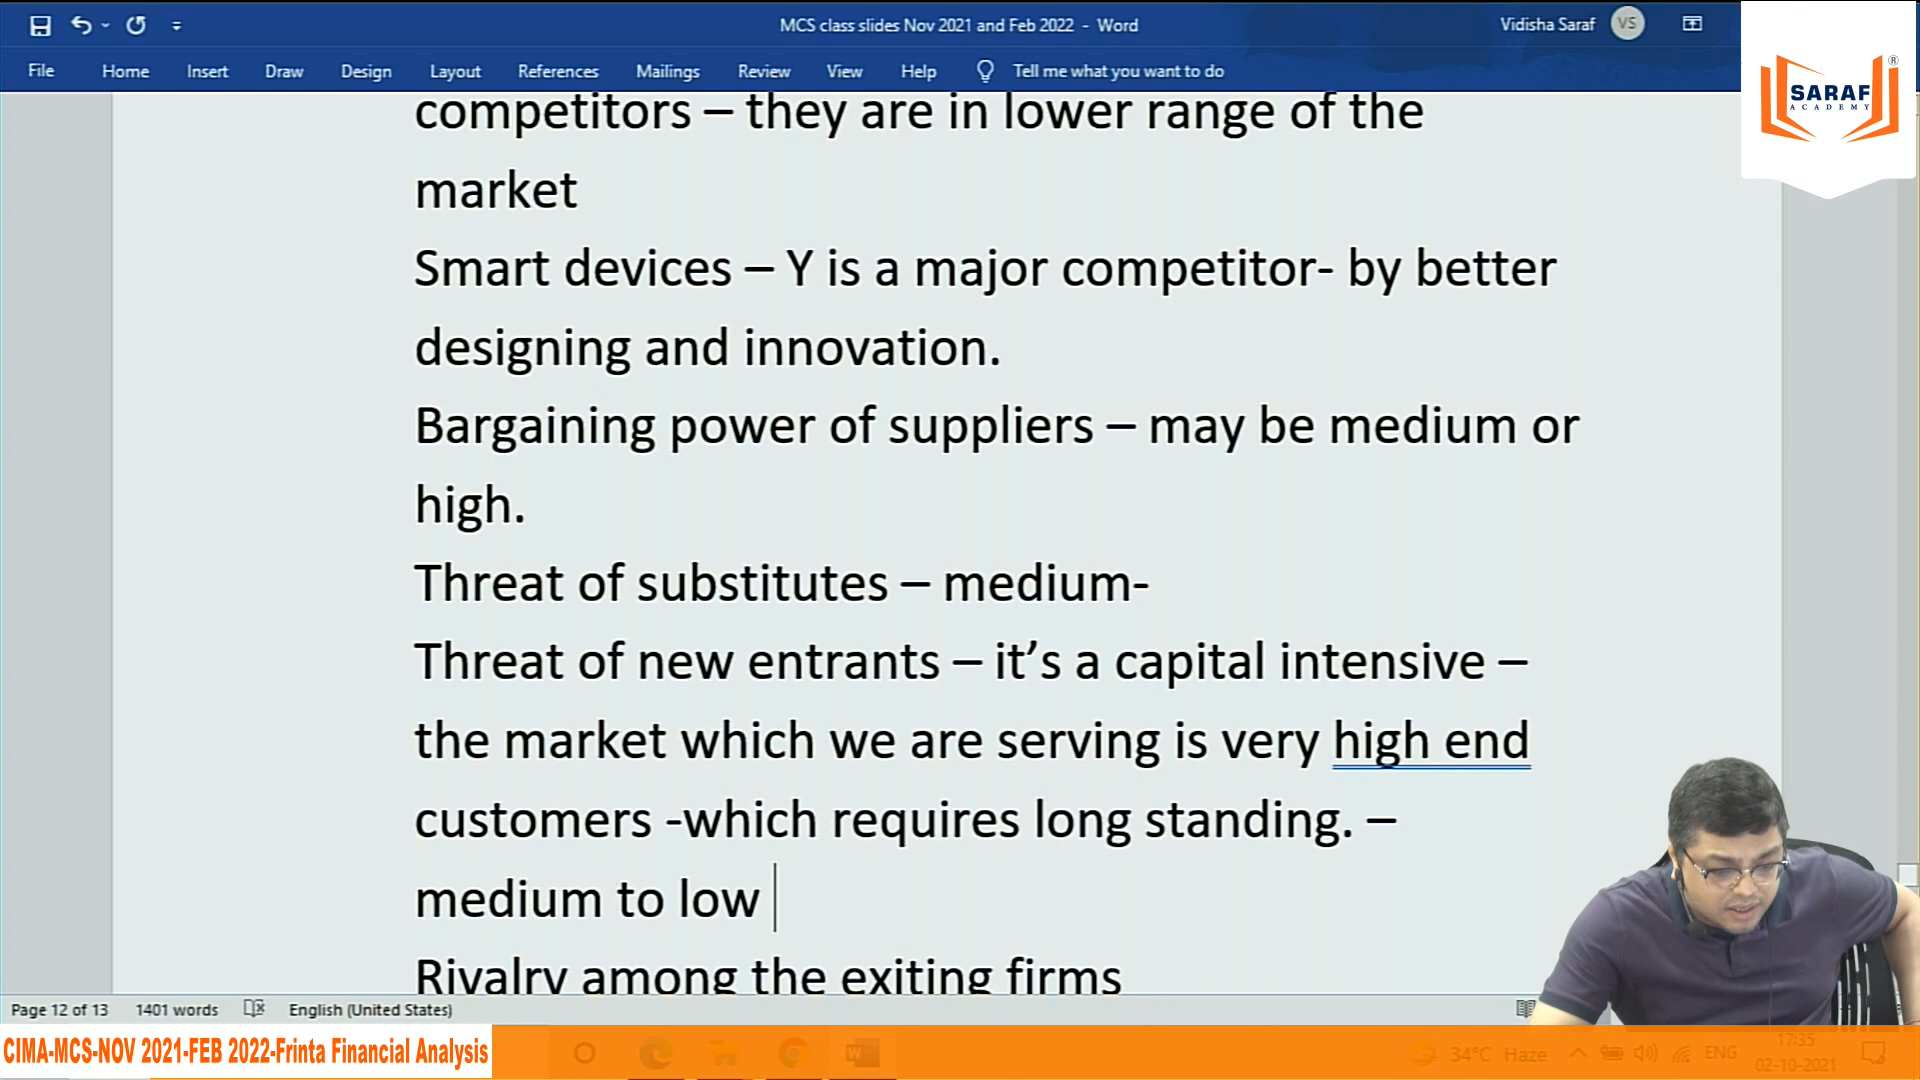 MCS class slides Nov 2021 and Feb 2022 - Word
Vidisha Saraf
VS
File Home Insert Draw Design Layout References Mailings Review View Help Tell me what you want to do
SARAF
ACADEMY
®
competitors – they are in lower range of the
market
Smart devices – Y is a major competitor- by better
designing and innovation.
Bargaining power of suppliers – may be medium or
high.
Threat of substitutes – medium-
Threat of new entrants – it’s a capital intensive –
the market which we are serving is very high end
customers -which requires long standing. –
medium to low
Rivalry among the exiting firms
Page 12 of 13 1401 words English (United States)
CIMA-MCS-NOV 2021-FEB 2022-Frinta Financial Analysis
34°C Haze ENG
17:35
02-10-2021